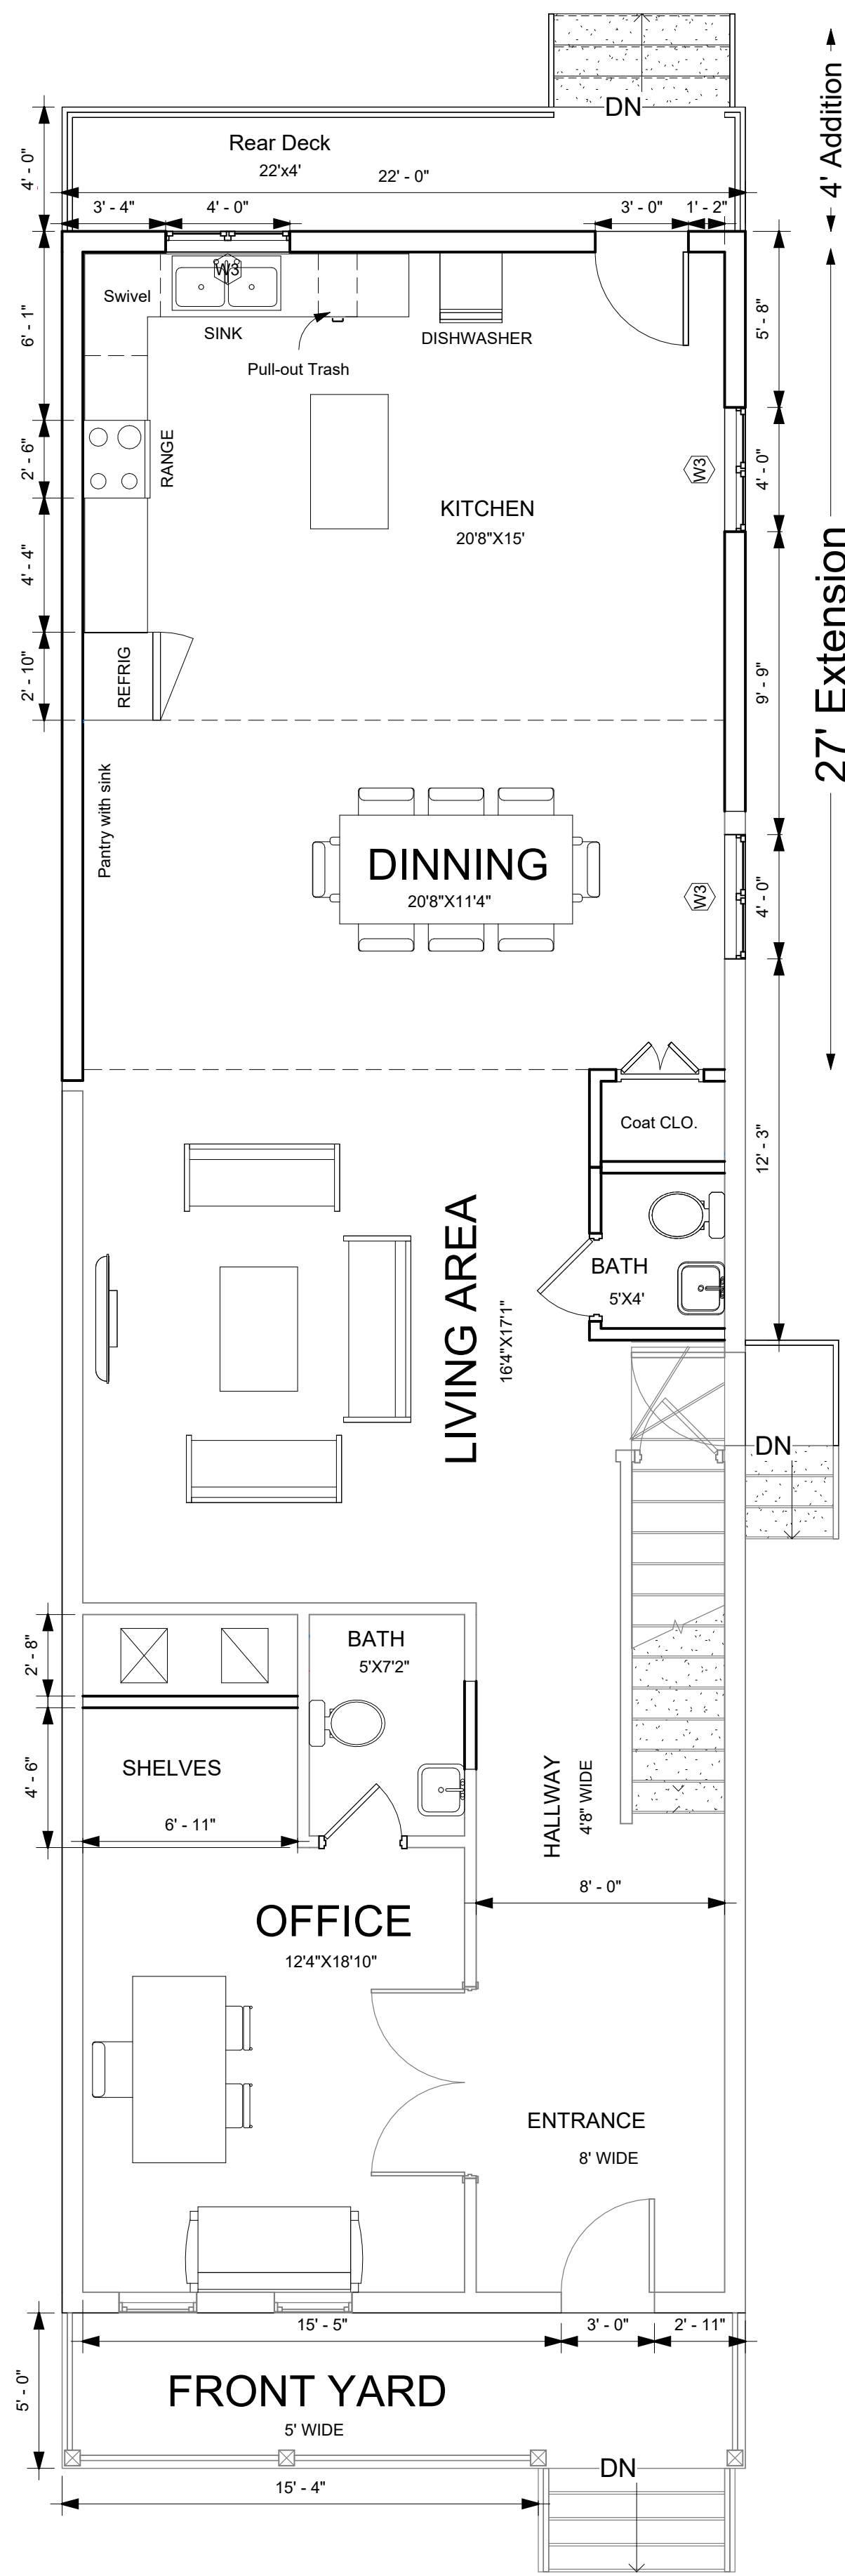 DN
4' Addition
Rear Deck
22'x4'
22' - 0"
4' - 0"
3' - 4"
4' - 0"
3' - 0"
1' - 2"
W3
Swivel
SINK
DISHWASHER
Pull-out Trash
6' - 1"
5' - 8"
RANGE
2' - 6"
W3
4' - 0"
KITCHEN
20'8"X15'
4' - 4"
27' Extension
REFRIG
2' - 10"
9' - 9"
Pantry with sink
DINNING
20'8"X11'4"
W3
4' - 0"
Coat CLO.
12' - 3"
BATH
5'X4'
LIVING AREA
16'4"X17'1"
DN
2' - 8"
BATH
5'X7'2"
SHELVES
4' - 6"
6' - 11"
HALLWAY
4'8" WIDE
8' - 0"
OFFICE
12'4"X18'10"
ENTRANCE
8' WIDE
15' - 5"
3' - 0"
2' - 11"
5' - 0"
FRONT YARD
5' WIDE
DN
15' - 4"